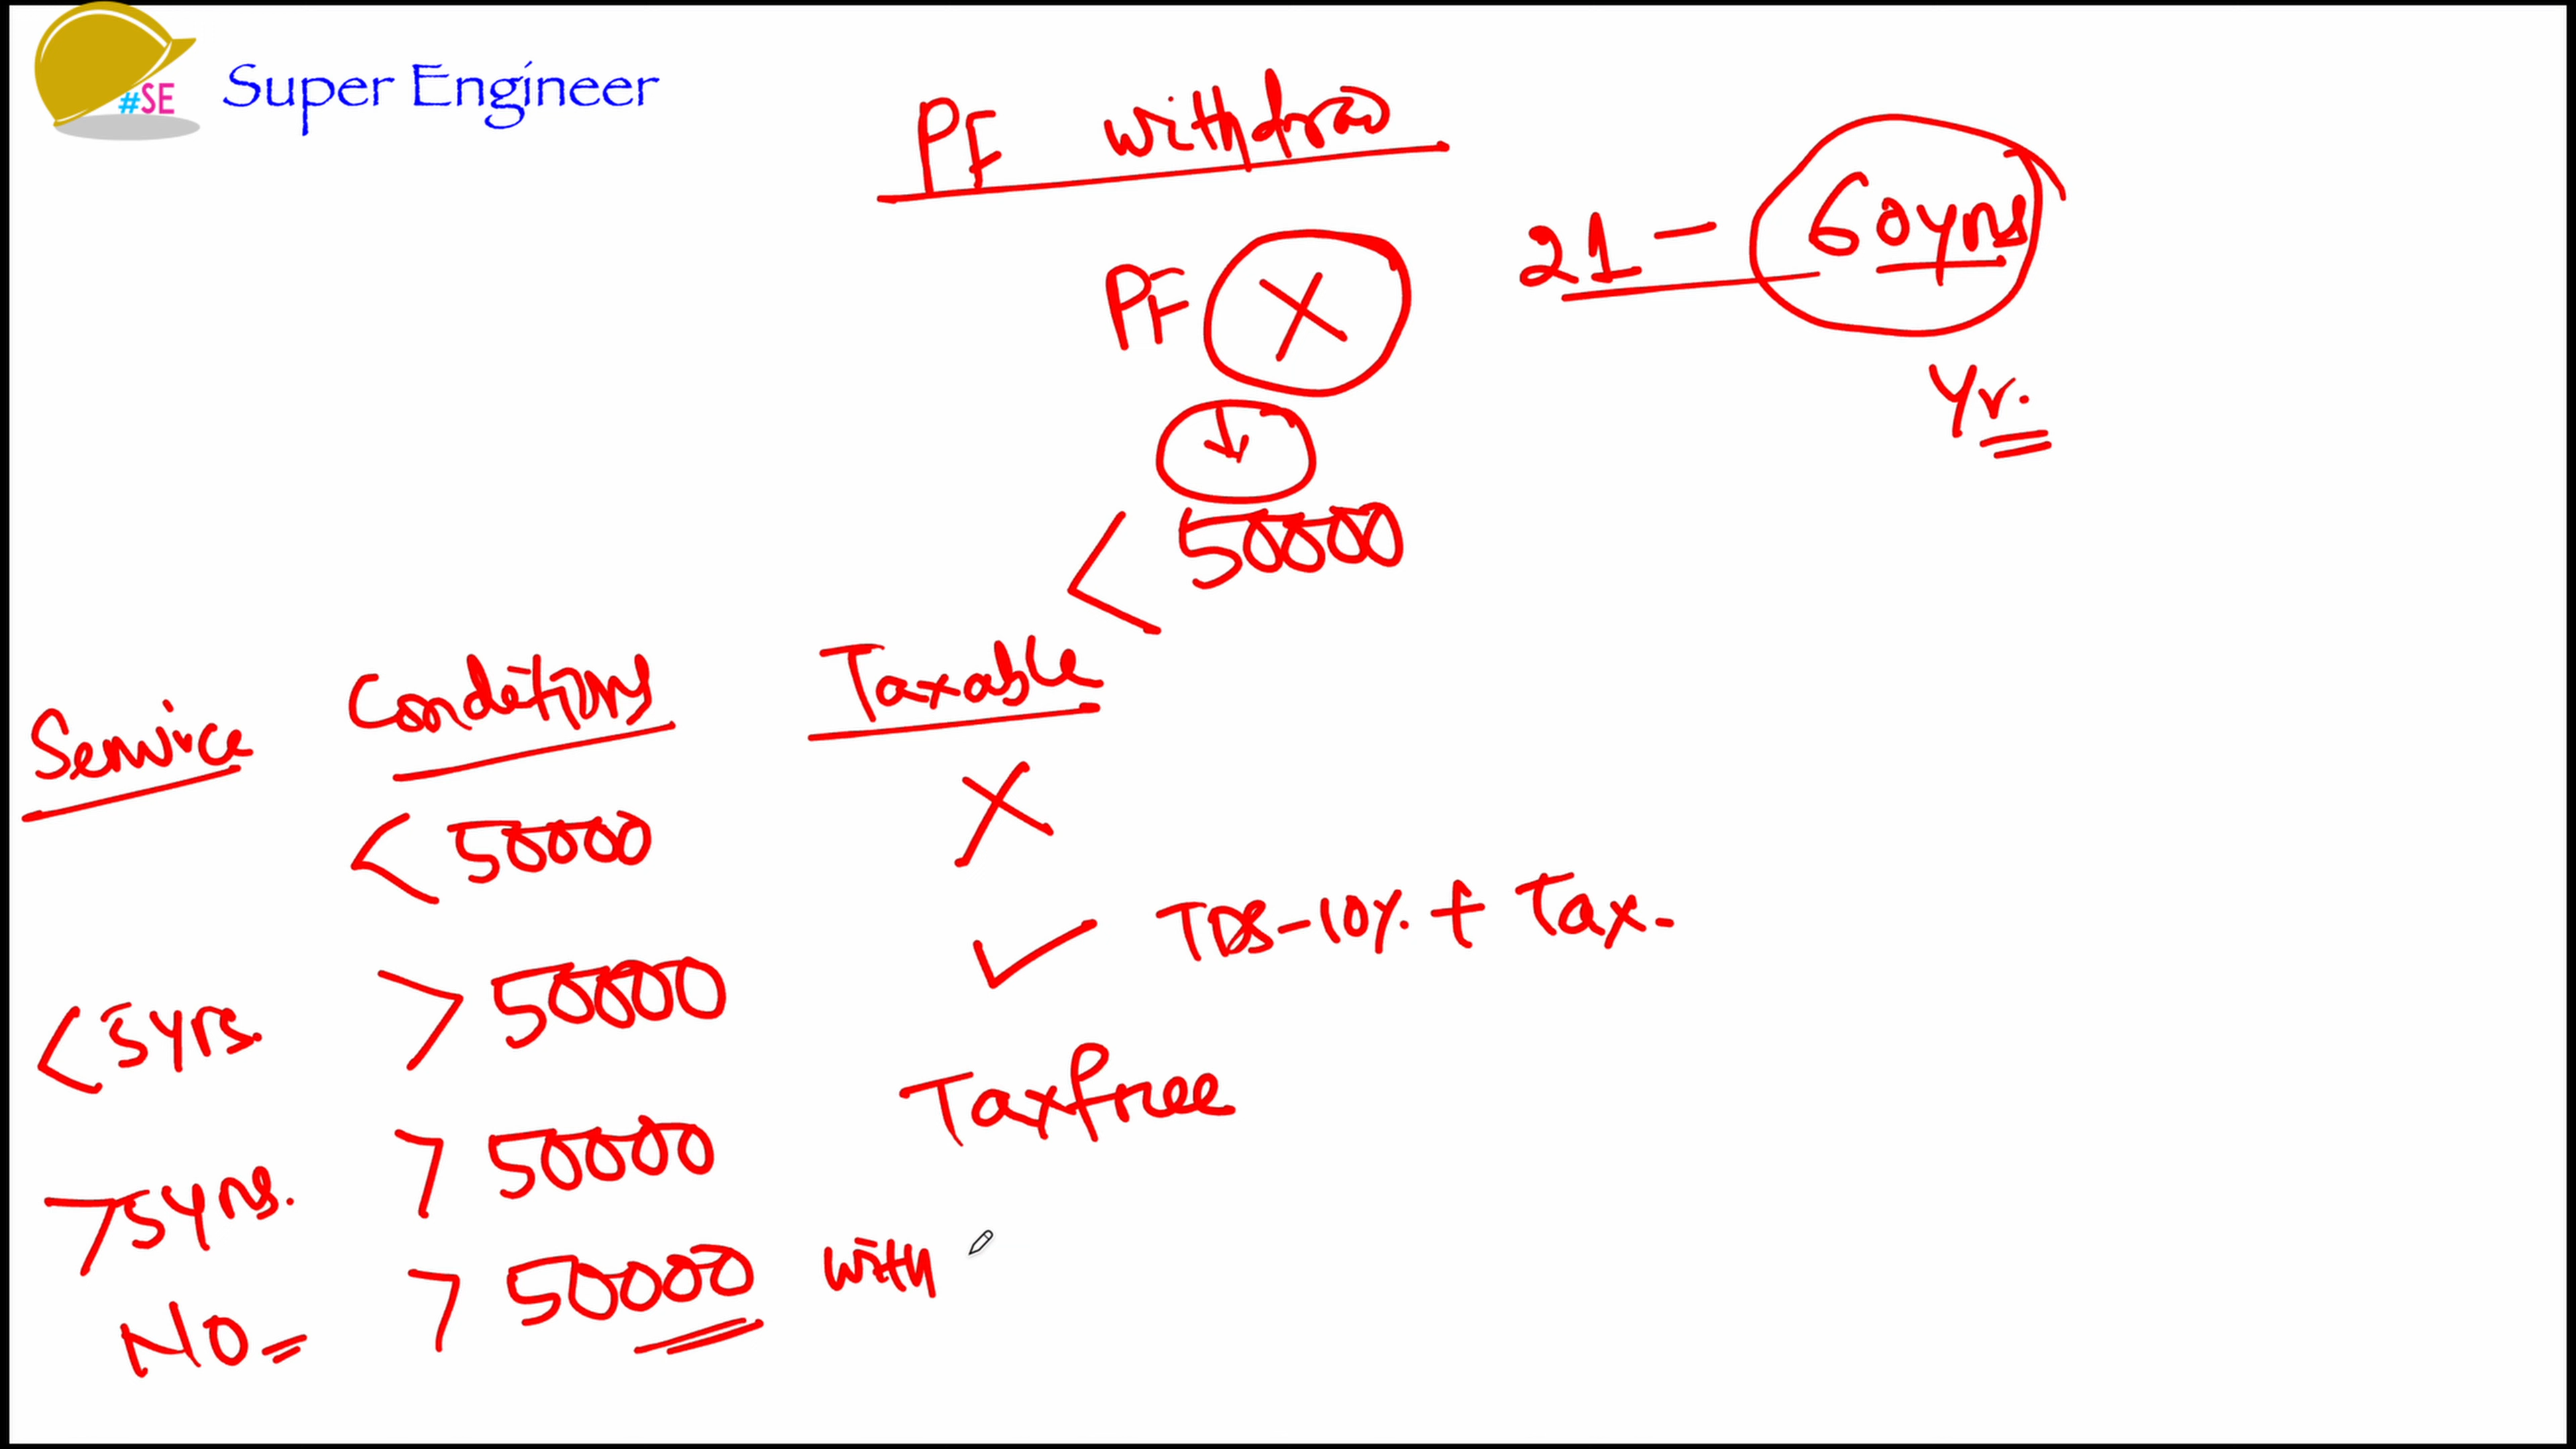 #SE Super Engineer
PF withdraw
PF X
21 - 60yrs
Yr.
< 50000
Service Conditions Taxable
< 50000 X
<5yrs. > 50000 ✓ TDS-10% + Tax.
>5yrs. > 50000 Taxfree
NO > 50000 with